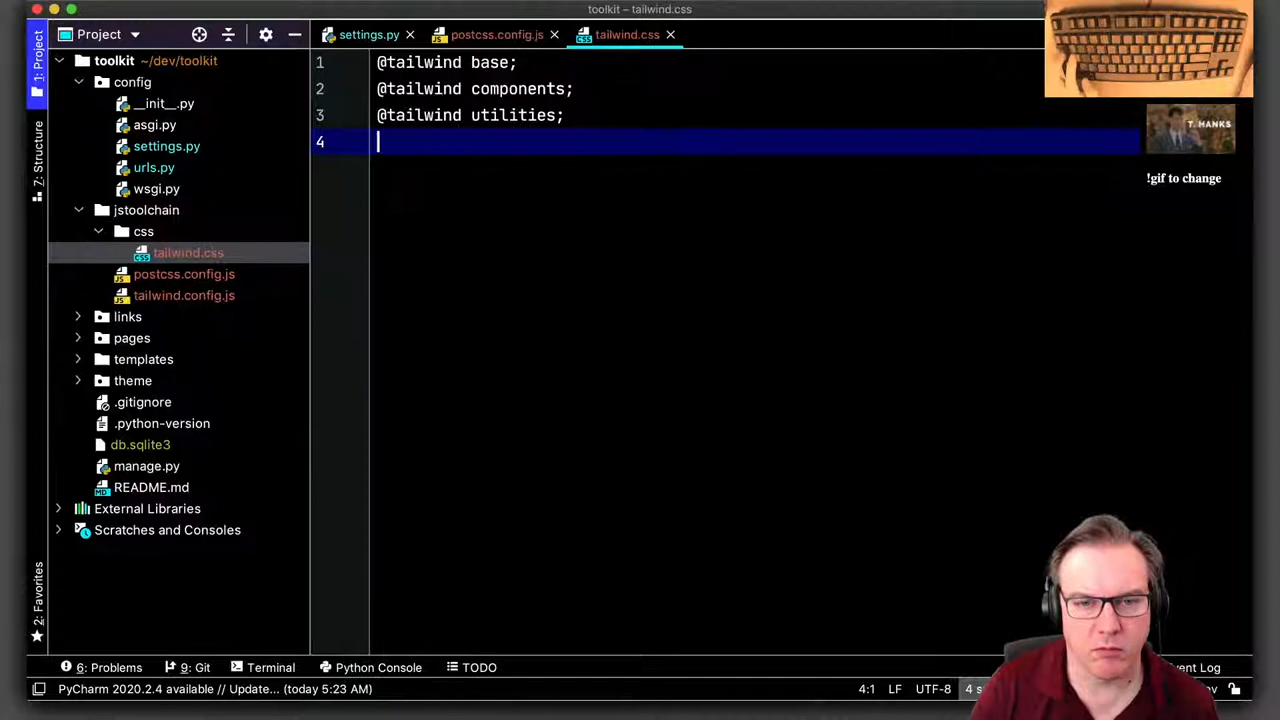 toolkit – tailwind.css
Project
settings.py
postcss.config.js
tailwind.css
1: Project
7: Structure
2: Favorites
toolkit ~/dev/toolkit
config
__init__.py
asgi.py
settings.py
urls.py
wsgi.py
jstoolchain
css
tailwind.css
postcss.config.js
tailwind.config.js
links
pages
templates
theme
.gitignore
.python-version
db.sqlite3
manage.py
README.md
External Libraries
Scratches and Consoles
1 @tailwind base;
2 @tailwind components;
3 @tailwind utilities;
4
T. HANKS
!gif to change
6: Problems
9: Git
Terminal
Python Console
TODO
vent Log
PyCharm 2020.2.4 available // Update... (today 5:23 AM)
4:1 LF UTF-8 4 s